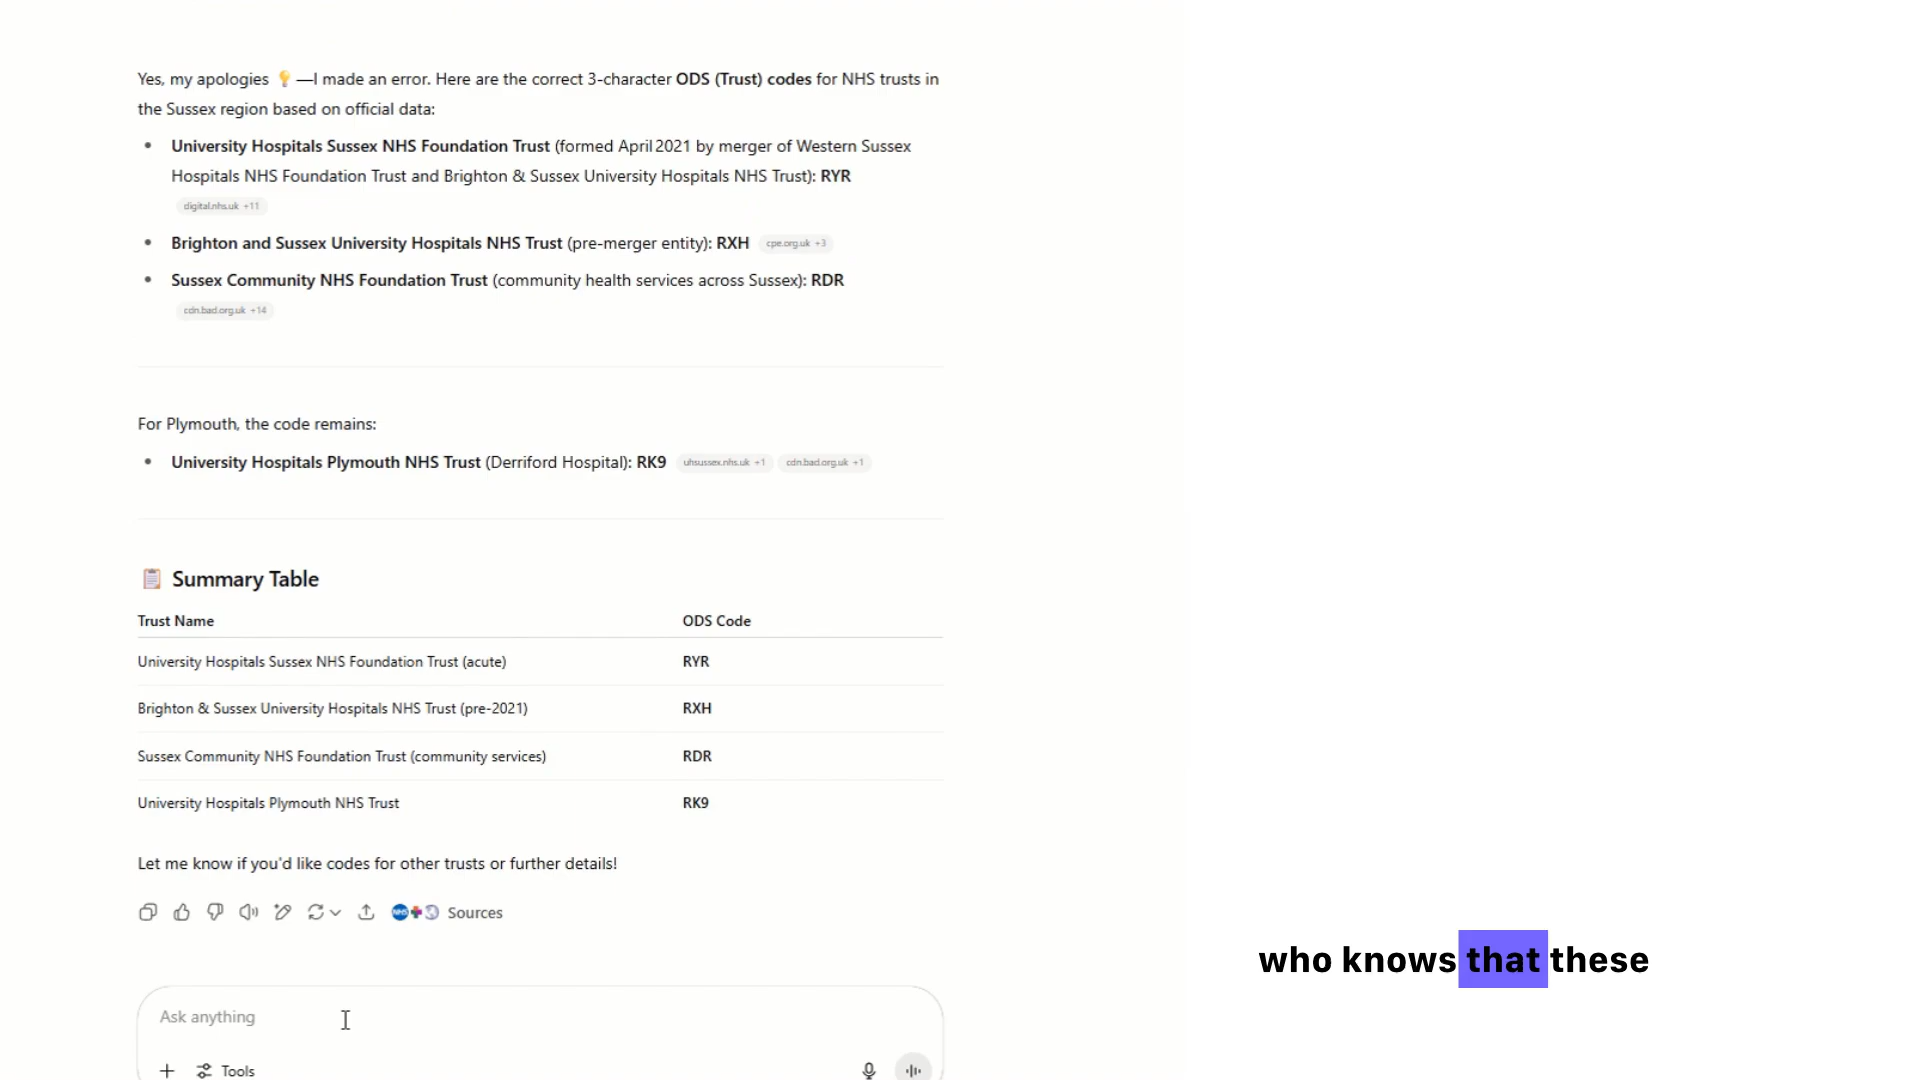 Yes, my apologies 💡—I made an error. Here are the correct 3-character ODS (Trust) codes for NHS trusts in
the Sussex region based on official data:
• University Hospitals Sussex NHS Foundation Trust (formed April 2021 by merger of Western Sussex
Hospitals NHS Foundation Trust and Brighton & Sussex University Hospitals NHS Trust): RYR
digital.nhs.uk +11
• Brighton and Sussex University Hospitals NHS Trust (pre-merger entity): RXH cpe.org.uk +3
• Sussex Community NHS Foundation Trust (community health services across Sussex): RDR
cdn.bad.org.uk +14
For Plymouth, the code remains:
• University Hospitals Plymouth NHS Trust (Derriford Hospital): RK9 uhsussex.nhs.uk +1 cdn.bad.org.uk +1
📋 Summary Table
Trust Name ODS Code
University Hospitals Sussex NHS Foundation Trust (acute) RYR
Brighton & Sussex University Hospitals NHS Trust (pre-2021) RXH
Sussex Community NHS Foundation Trust (community services) RDR
University Hospitals Plymouth NHS Trust RK9
Let me know if you'd like codes for other trusts or further details!
NHS Sources
who knows that these
Ask anything
Tools